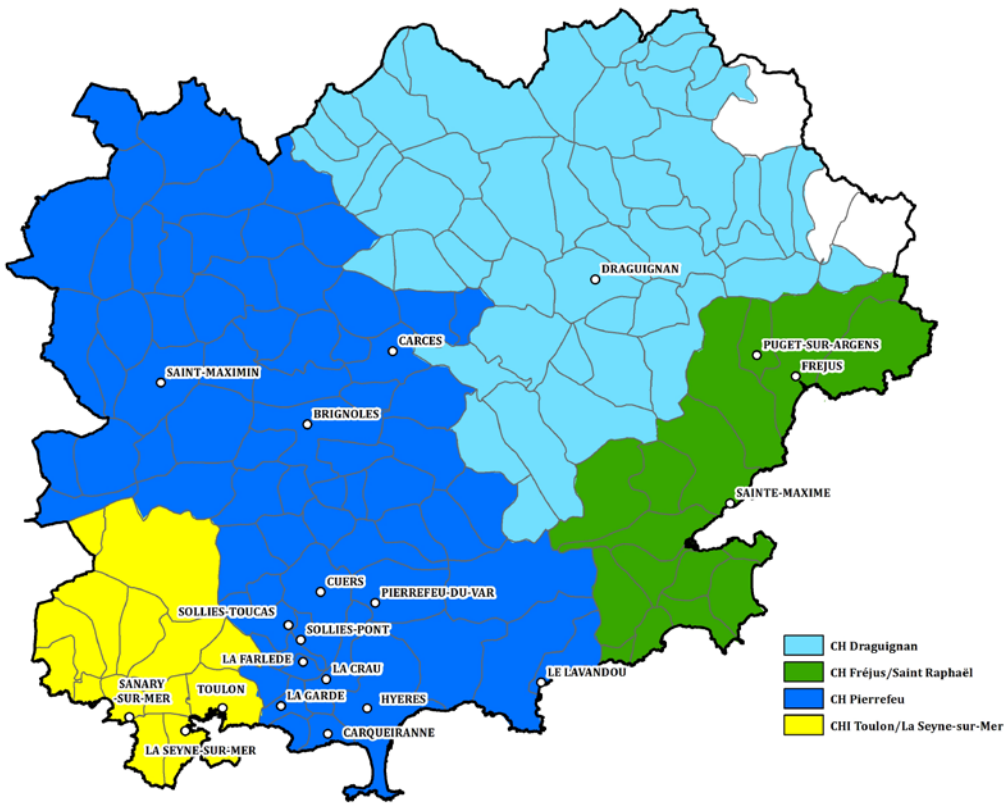 DRAGUIGNAN
CARCES
PUGET-SUR-ARGENS
SAINT-MAXIMIN
FREJUS
BRIGNOLES
SAINTE-MAXIME
CUERS
PIERREFEU-DU-VAR
SOLLIES-TOUCAS
SOLLIES-PONT
LA FARLEDE
LA CRAU
LE LAVANDOU
SANARY
-SUR-MER
TOULON
LA GARDE
HYERES
CARQUEIRANNE
LA SEYNE-SUR-MER
CH Draguignan
CH Fréjus/Saint Raphaël
CH Pierrefeu
CHI Toulon/La Seyne-sur-Mer